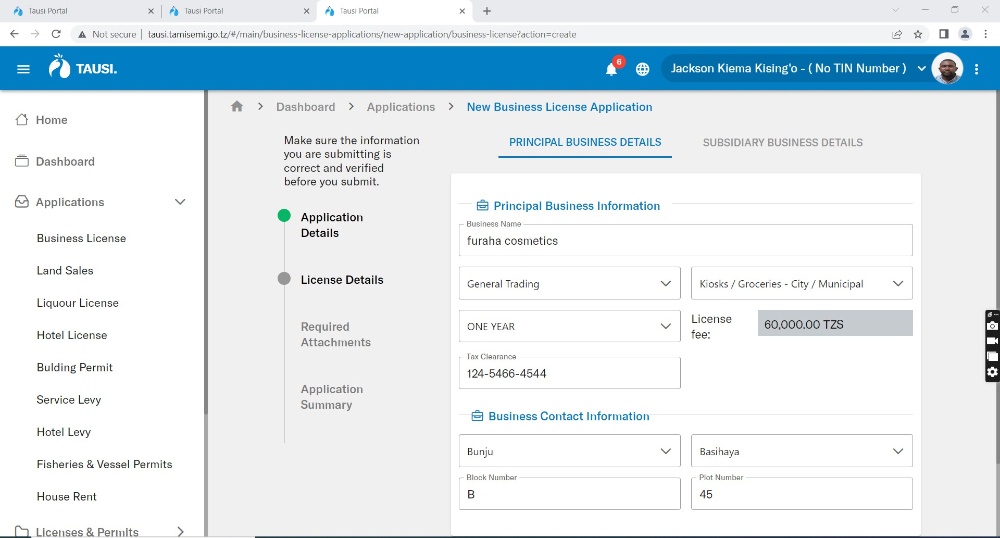 Tausi Portal
Tausi Portal
Tausi Portal
Not secure
tausi.tamisemi.go.tz/#/main/business-license-applications/new-application/business-license?action=create
TAUSI.
6
Jackson Kiema Kising'o - ( No TIN Number )
Home
Dashboard
Applications
Business License
Land Sales
Liquour License
Hotel License
Bulding Permit
Service Levy
Hotel Levy
Fisheries & Vessel Permits
House Rent
Licenses & Permits
Dashboard
Applications
New Business License Application
Make sure the information
you are submitting is
correct and verified
before you submit.
Application
Details
License Details
Required
Attachments
Application
Summary
PRINCIPAL BUSINESS DETAILS
SUBSIDIARY BUSINESS DETAILS
Principal Business Information
Business Name
furaha cosmetics
General Trading
Kiosks / Groceries - City / Municipal
ONE YEAR
License
fee:
60,000.00 TZS
Tax Clearance
124-5466-4544
Business Contact Information
Bunju
Basihaya
Block Number
B
Plot Number
45